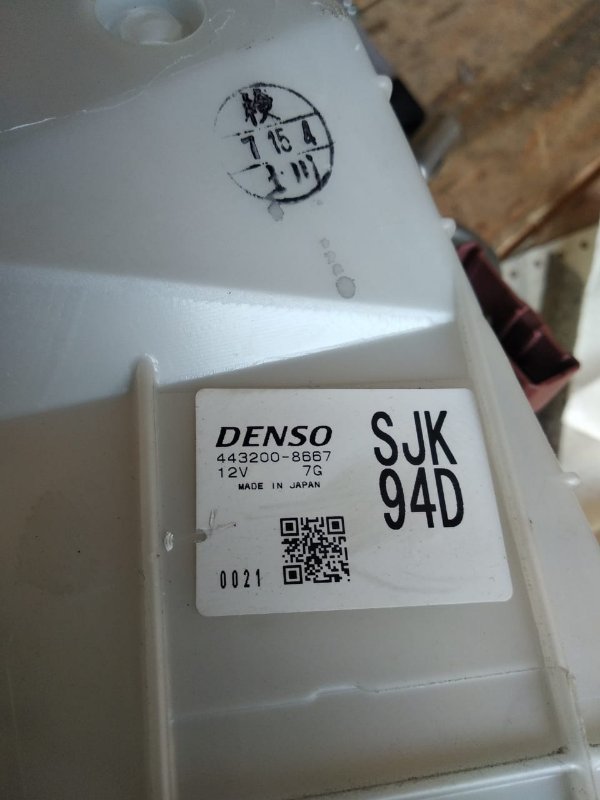 検
7 15 4
DENSO
443200-8667
12V 7G
MADE IN JAPAN
0021
SJK
94D